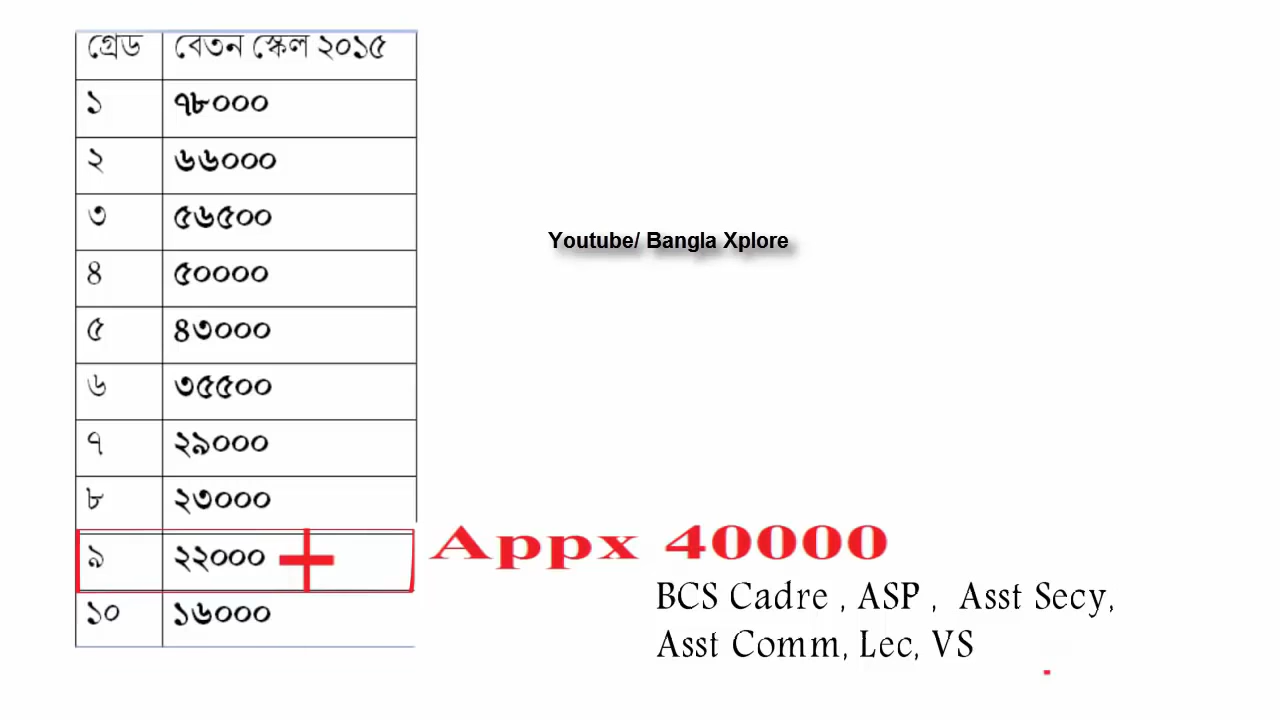 গ্রেড বেতন স্কেল ২০১৫
১ ৭৮০০০
২ ৬৬০০০
৩ ৫৬৫০০
৪ ৫০০০০
৫ ৪৩০০০
৬ ৩৫৫০০
৭ ২৯০০০
৮ ২৩০০০
৯ ২২০০০ + Appx 40000
১০ ১৬০০০
Youtube/ Bangla Xplore
BCS Cadre , ASP , Asst Secy,
Asst Comm, Lec, VS